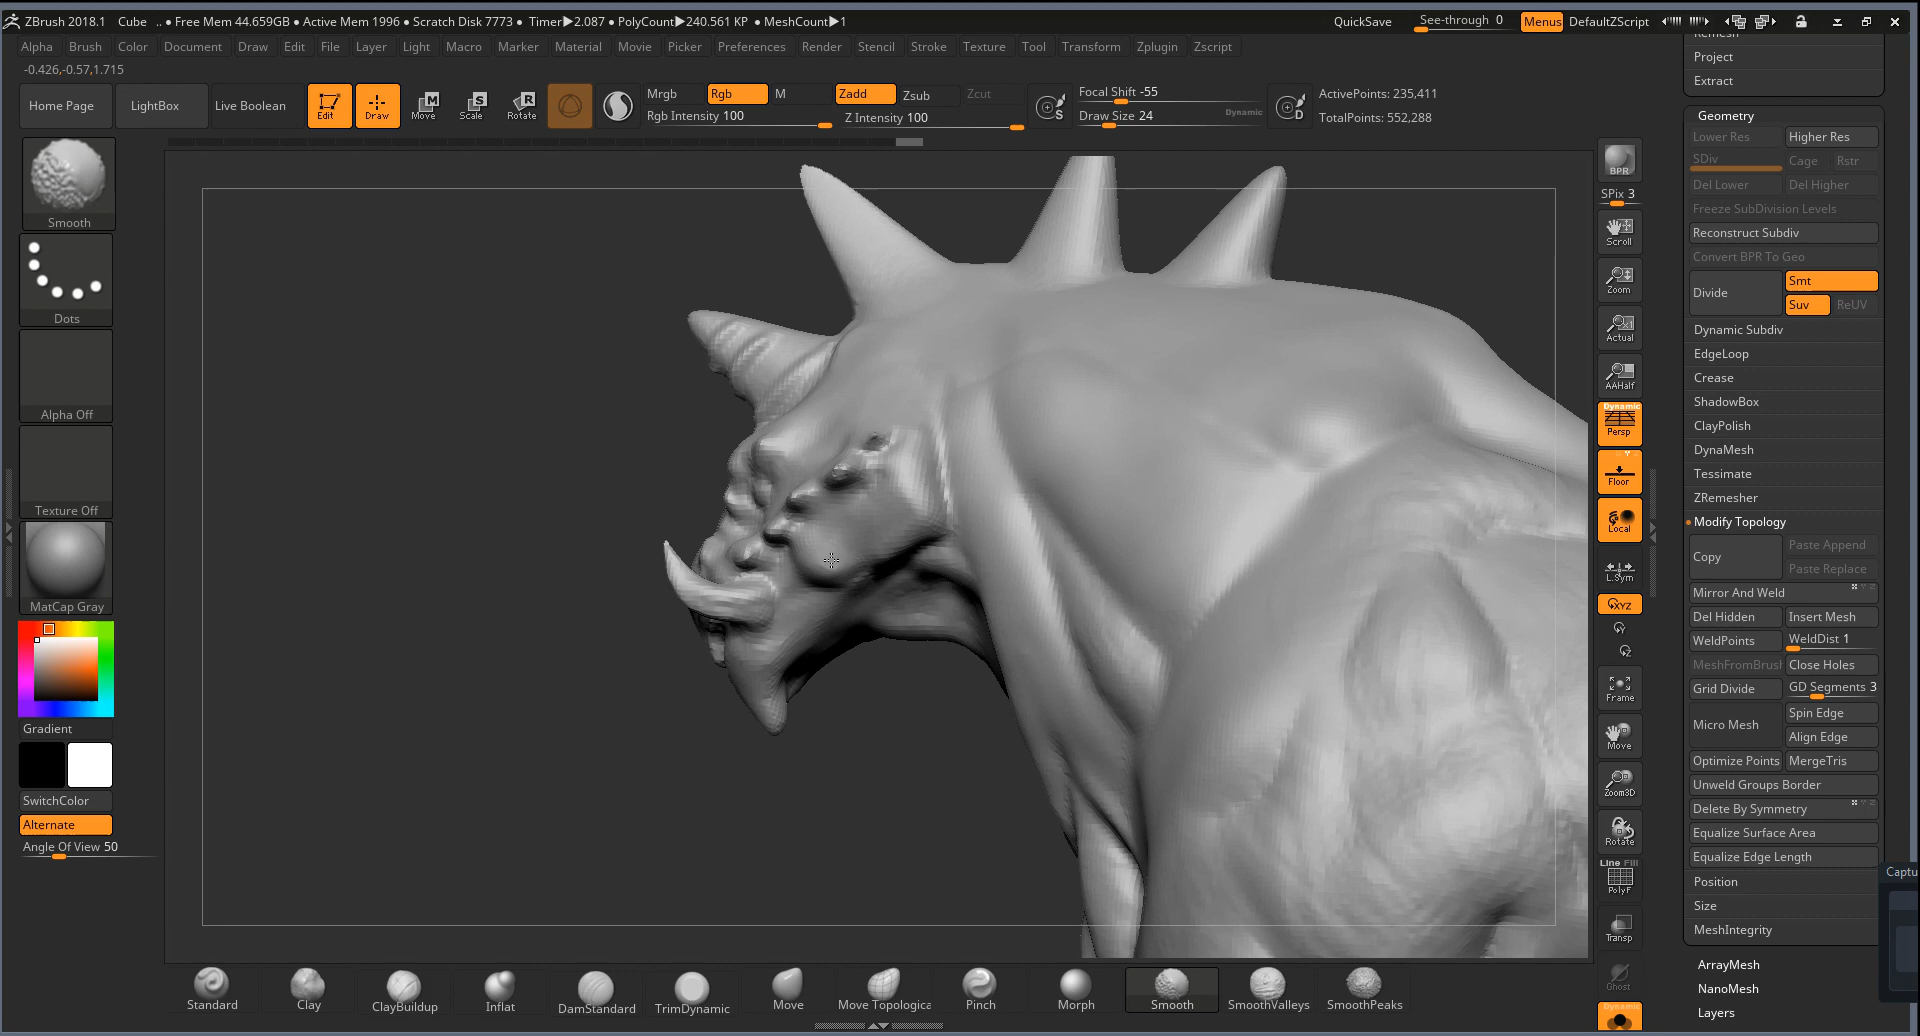 ZBrush 2018.1 Cube .. ● Free Mem 44.659GB ● Active Mem 1996 ● Scratch Disk 7773 ● Timer▶2.087 ● PolyCount▶240.561 KP ● MeshCount▶1 QuickSave See-through 0 Menus DefaultZScript
Alpha Brush Color Document Draw Edit File Layer Light Macro Marker Material Movie Picker Preferences Render Stencil Stroke Texture Tool Transform Zplugin Zscript
-0.426,-0.57,1.715
Home Page LightBox Live Boolean Edit Draw Move Scale Rotate
M S R
Mrgb Rgb M Zadd Zsub Zcut
Rgb Intensity 100 Z Intensity 100
S Focal Shift -55
Draw Size 24 Dynamic D
ActivePoints: 235,411
TotalPoints: 552,288
Smooth
Dots
Alpha Off
Texture Off
MatCap Gray
Gradient
SwitchColor
Alternate
Angle Of View 50
BPR
SPix 3
Scroll
Zoom
Actual
AAHalf
Dynamic
Persp
Floor
Local
L.Sym
XYZ
Y
Z
Frame
Move
Zoom3D
Rotate
Line Fill
PolyF
Transp
Ghost
Dynamic
Remesh
Project
Extract
Geometry
Lower Res Higher Res
SDiv Cage Rstr
Del Lower Del Higher
Freeze SubDivision Levels
Reconstruct Subdiv
Convert BPR To Geo
Divide Smt
Suv ReUV
Dynamic Subdiv
EdgeLoop
Crease
ShadowBox
ClayPolish
DynaMesh
Tessimate
ZRemesher
Modify Topology
Copy Paste Append
Paste Replace
Mirror And Weld
Del Hidden Insert Mesh
WeldPoints WeldDist 1
MeshFromBrush Close Holes
Grid Divide GD Segments 3
Micro Mesh Spin Edge
Align Edge
Optimize Points MergeTris
Unweld Groups Border
Delete By Symmetry
Equalize Surface Area
Equalize Edge Length
Position
Size
MeshIntegrity
ArrayMesh
NanoMesh
Layers
Captu
Standard Clay ClayBuildup Inflat DamStandard TrimDynamic Move Move Topologica Pinch Morph Smooth SmoothValleys SmoothPeaks